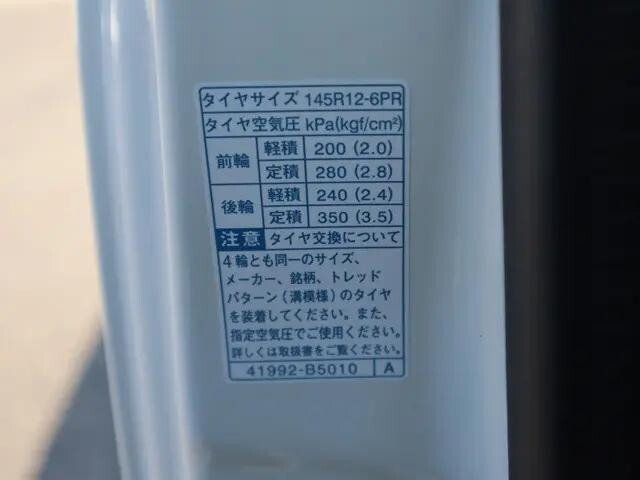 タイヤサイズ 145R12-6PR
タイヤ空気圧 kPa(kgf/cm²)
前輪 軽積 200 (2.0)
定積 280 (2.8)
後輪 軽積 240 (2.4)
定積 350 (3.5)
注意 タイヤ交換について
4輪とも同一のサイズ、
メーカー、銘柄、トレッド
パターン(溝模様)のタイヤ
を装着してください。また、
指定空気圧でご使用ください。
詳しくは取扱書をご覧ください。
41992-B5010 A